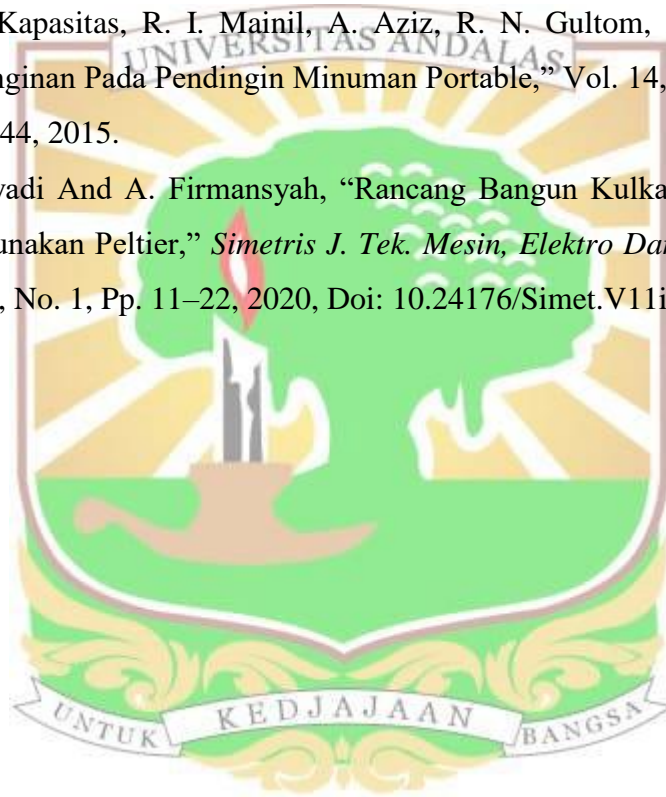 Kapasitas, R. I. Mainil, A. Aziz, R. N. Gultom,
UNIVERSITAS ANDALAS
nginan Pada Pendingin Minuman Portable,” Vol. 14,
44, 2015.
vadi And A. Firmansyah, “Rancang Bangun Kulka
unakan Peltier,” Simetris J. Tek. Mesin, Elektro Dan
, No. 1, Pp. 11–22, 2020, Doi: 10.24176/Simet.V11i
UNTUK KEDJAJAAN BANGSA